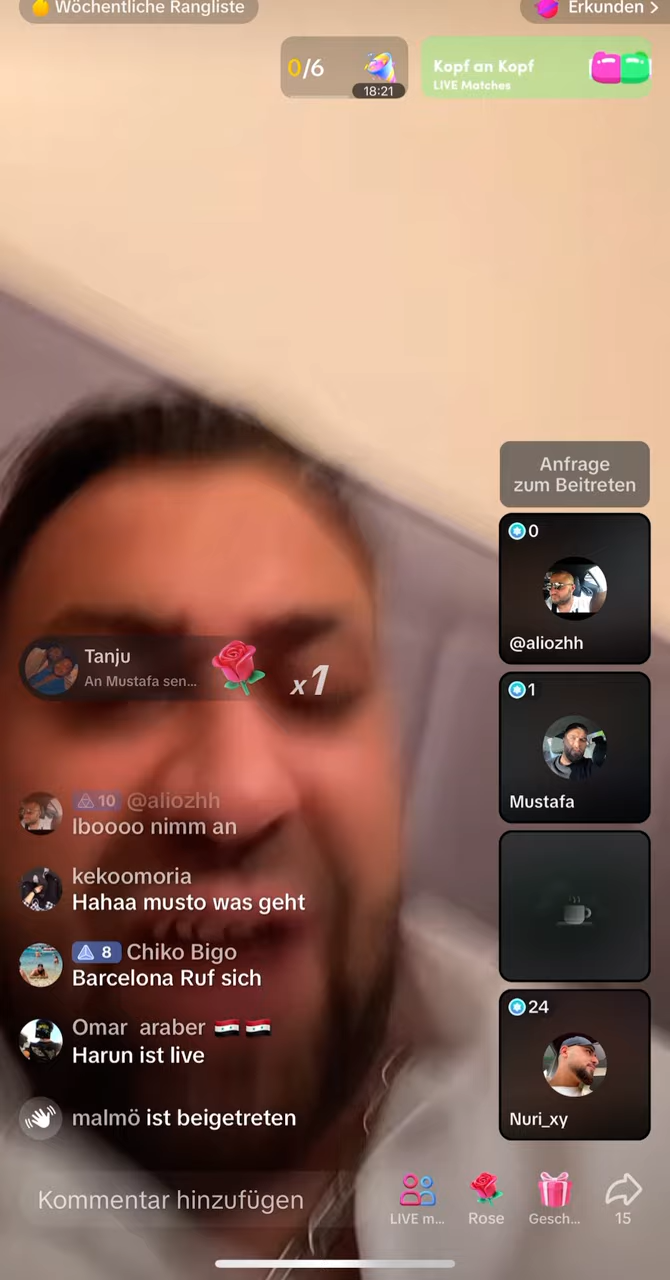 Wöchentliche Rangliste
Erkunden >
0/6
18:21
Kopf an Kopf
LIVE Matches
Anfrage
zum Beitreten
0
@aliozhh
Tanju
An Mustafa sen...
x1
1
Mustafa
10 @aliozhh
Iboooo nimm an
kekoomoria
Hahaa musto was geht
8 Chiko Bigo
Barcelona Ruf sich
Omar araber 🇸🇾 🇸🇾
Harun ist live
24
Nuri_xy
malmö ist beigetreten
Kommentar hinzufügen
LIVE m...
Rose
Gesch...
15